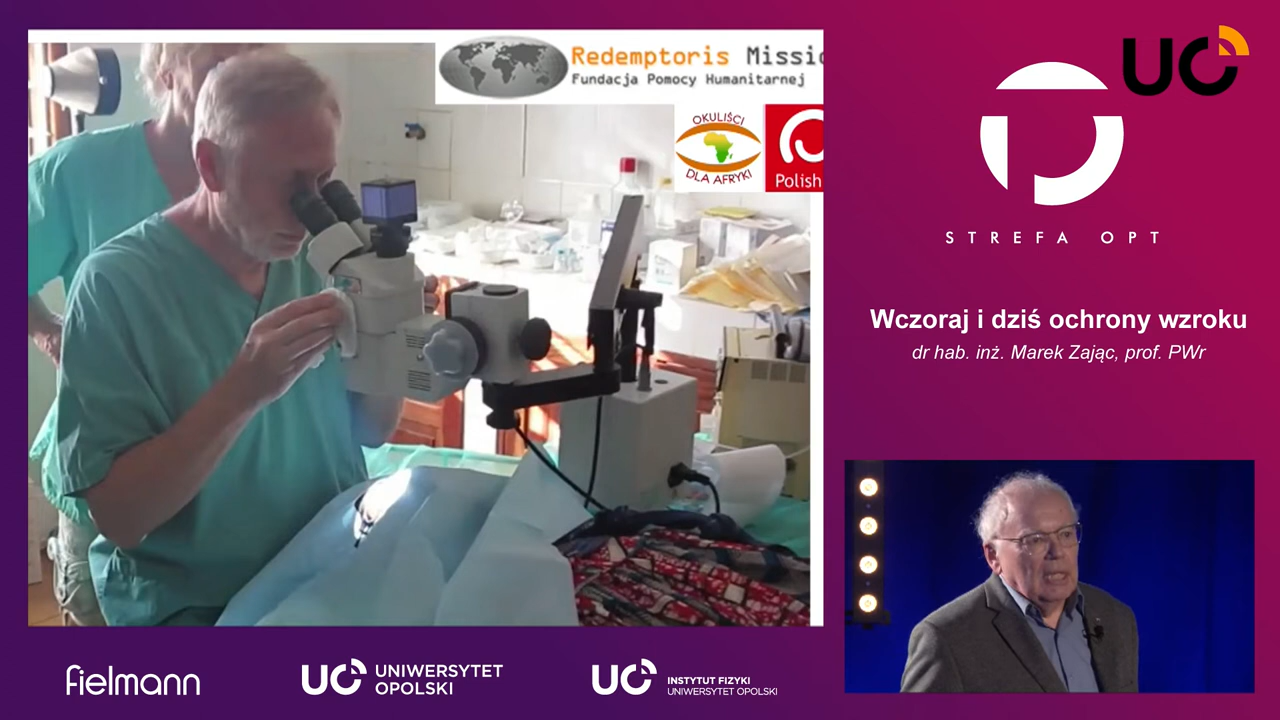 Redemptoris Missio
Fundacja Pomocy Humanitarnej
OKULIŚCI
DLA AFRYKI
Polish
UO
STREFA OPT
Wczoraj i dziś ochrony wzroku
dr hab. inż. Marek Zając, prof. PWr
fielmann
UO UNIWERSYTET
OPOLSKI
UO INSTYTUT FIZYKI
UNIWERSYTET OPOLSKI